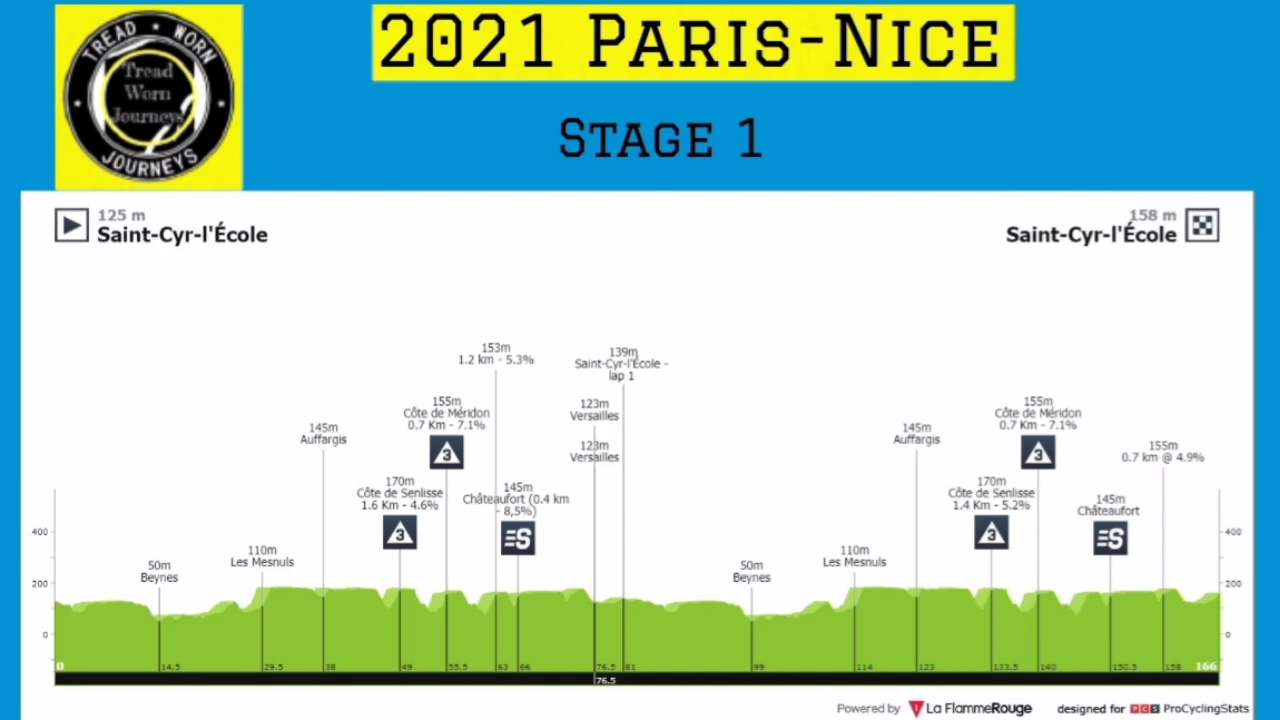 TREAD * WORN
Tread
Worn
Journeys
JOURNEYS
2021 Paris-Nice
Stage 1
125 m
Saint-Cyr-l'École
158 m
Saint-Cyr-l'École
153m
1.2 km - 5.3%
139m
Saint-Cyr-l'École -
lap 1
155m
Côte de Méridon
0.7 Km - 7.1%
3
123m
Versailles
123m
Versailles
145m
Auffargis
170m
Côte de Senlisse
1.6 Km - 4.6%
3
145m
Châteaufort (0.4 km
- 8,5%)
S
110m
Les Mesnuls
50m
Beynes
155m
Côte de Méridon
0.7 Km - 7.1%
3
145m
Auffargis
155m
0.7 km @ 4.9%
170m
Côte de Senlisse
1.4 Km - 5.2%
3
145m
Châteaufort
S
110m
Les Mesnuls
50m
Beynes
400
200
0
400
200
0
0 14.5 29.5 38 49 55.5 63 66 76.5 81 99 114 123 133.5 140 150.5 158 166
76.5
Powered by La FlammeRouge designed for PCS ProCyclingStats